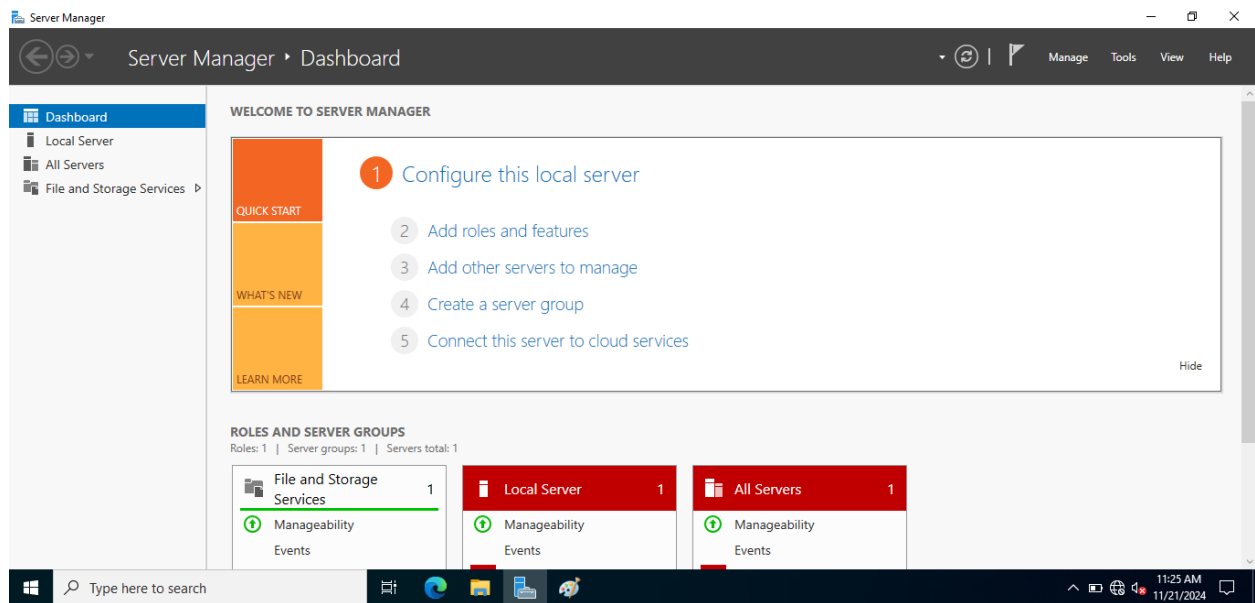 Server Manager
Server Manager ‣ Dashboard
Manage Tools View Help
Dashboard
Local Server
All Servers
File and Storage Services
WELCOME TO SERVER MANAGER
QUICK START
WHAT'S NEW
LEARN MORE
1 Configure this local server
2 Add roles and features
3 Add other servers to manage
4 Create a server group
5 Connect this server to cloud services
Hide
ROLES AND SERVER GROUPS
Roles: 1 | Server groups: 1 | Servers total: 1
File and Storage
Services 1
Manageability
Events
Local Server 1
Manageability
Events
All Servers 1
Manageability
Events
Type here to search
11:25 AM
11/21/2024